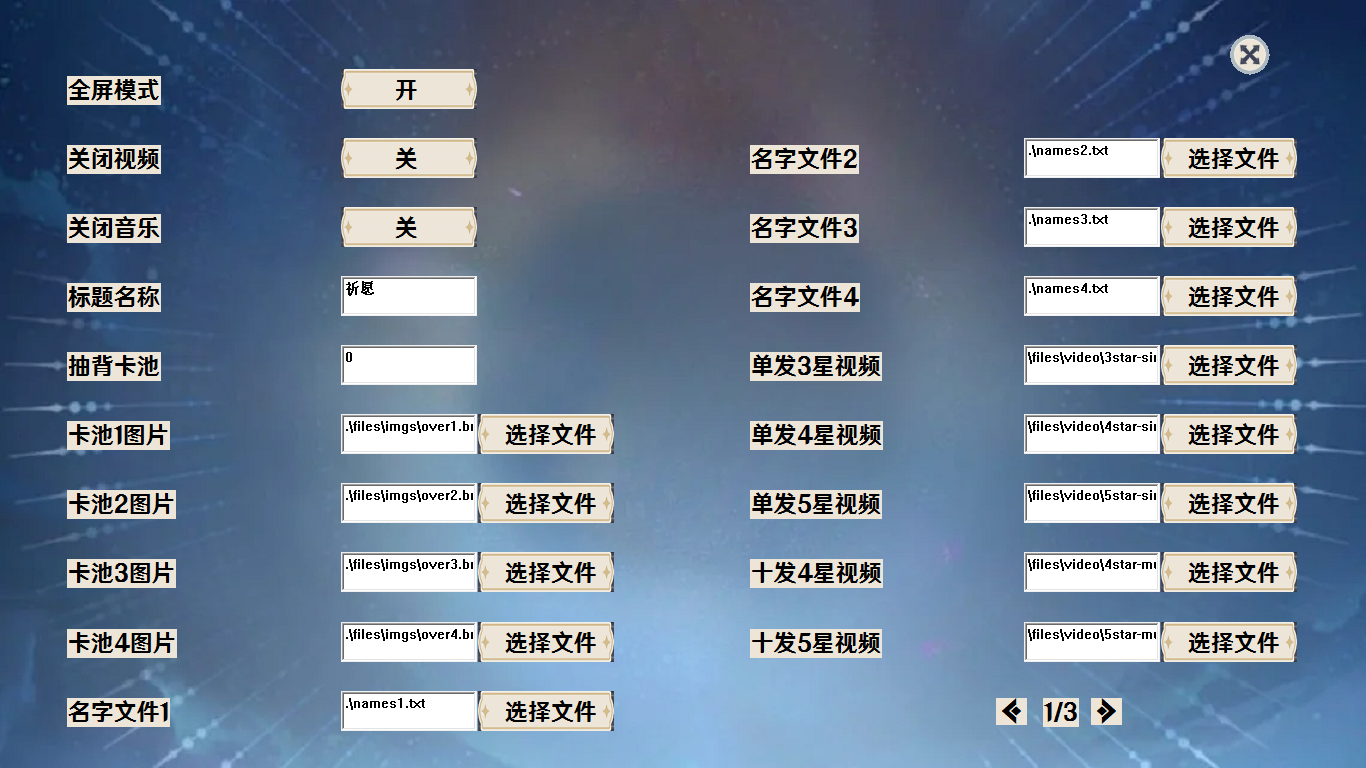 全屏模式 开
关闭视频 关
关闭音乐 关
标题名称 祈愿
抽背卡池 0
卡池1图片 .\files\imgs\over1.b 选择文件
卡池2图片 .\files\imgs\over2.b 选择文件
卡池3图片 .\files\imgs\over3.b 选择文件
卡池4图片 .\files\imgs\over4.b 选择文件
名字文件1 .\names1.txt 选择文件
名字文件2 .\names2.txt 选择文件
名字文件3 .\names3.txt 选择文件
名字文件4 .\names4.txt 选择文件
单发3星视频 \files\video\3star-si 选择文件
单发4星视频 \files\video\4star-si 选择文件
单发5星视频 \files\video\5star-si 选择文件
十发4星视频 \files\video\4star-m 选择文件
十发5星视频 \files\video\5star-m 选择文件
1/3